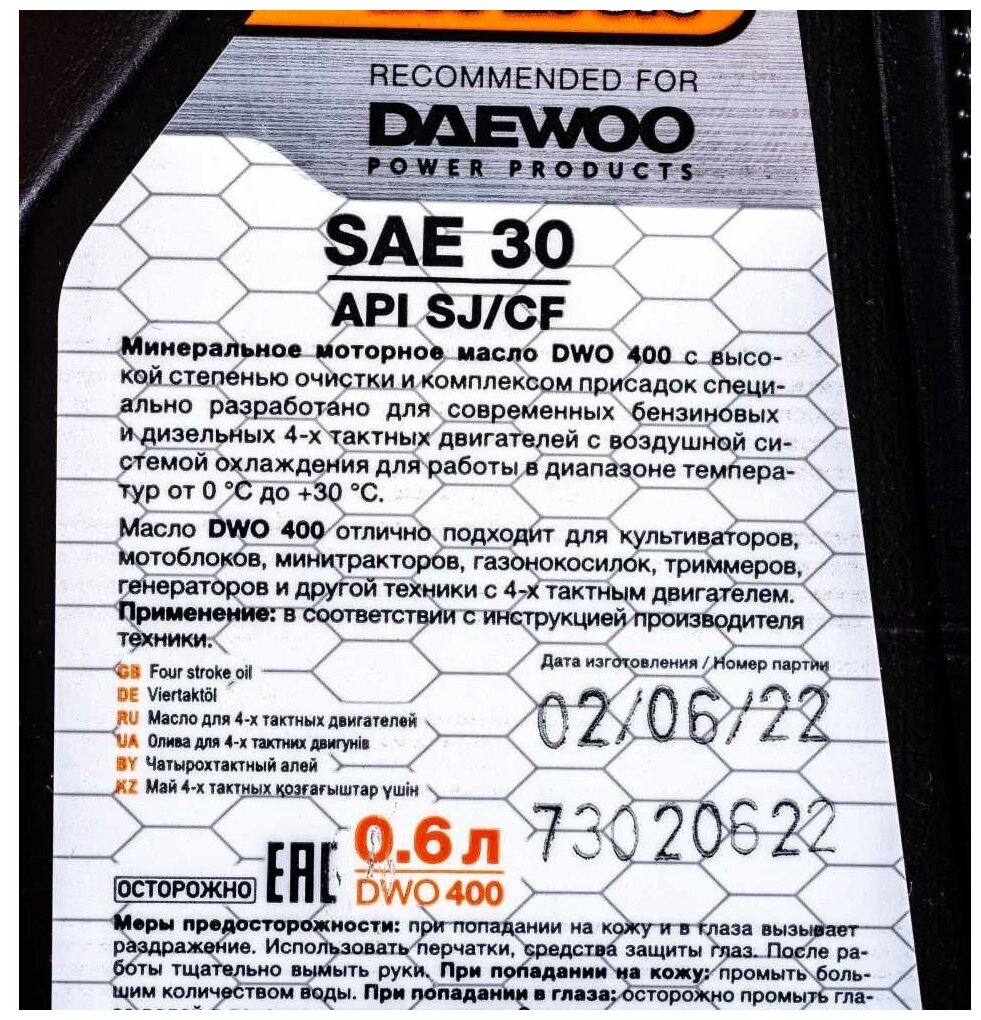 RECOMMENDED FOR
DAEWOO
POWER PRODUCTS
SAE 30
API SJ/CF
Минеральное моторное масло DWO 400 с высо-
кой степенью очистки и комплексом присадок специ-
ально разработано для современных бензиновых
и дизельных 4-х тактных двигателей с воздушной си-
стемой охлаждения для работы в диапазоне темпера-
тур от 0 °C до +30 °C.
Масло DWO 400 отлично подходит для культиваторов,
мотоблоков, минитракторов, газонокосилок, триммеров,
генераторов и другой техники с 4-х тактным двигателем.
Применение: в соответствии с инструкцией производителя
техники.
GB Four stroke oil
DE Viertaktöl
RU Масло для 4-х тактных двигателей
UA Олива для 4-х тактних двигунів
BY Чатырохтактный алей
KZ Май 4-х тактных қозғағыштар үшін
Дата изготовления / Номер партии
02/06/22
73020622
ОСТОРОЖНО
EAC
0.6 л
DWO 400
Меры предосторожности: при попадании на кожу и в глаза вызывает
раздражение. Использовать перчатки, средства защиты глаз. После ра-
боты тщательно вымыть руки. При попадании на кожу: промыть боль-
шим количеством воды. При попадании в глаза: осторожно промыть гла-